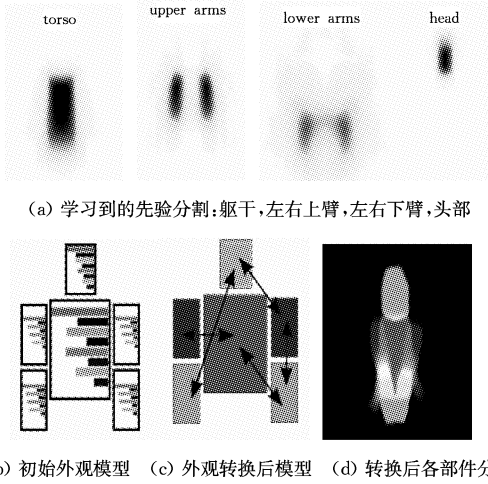 torso
upper arms
lower arms
head
(a) 学习到的先验分割:躯干,左右上臂,左右下臂,头部
) 初始外观模型 (c) 外观转换后模型 (d) 转换后各部件分